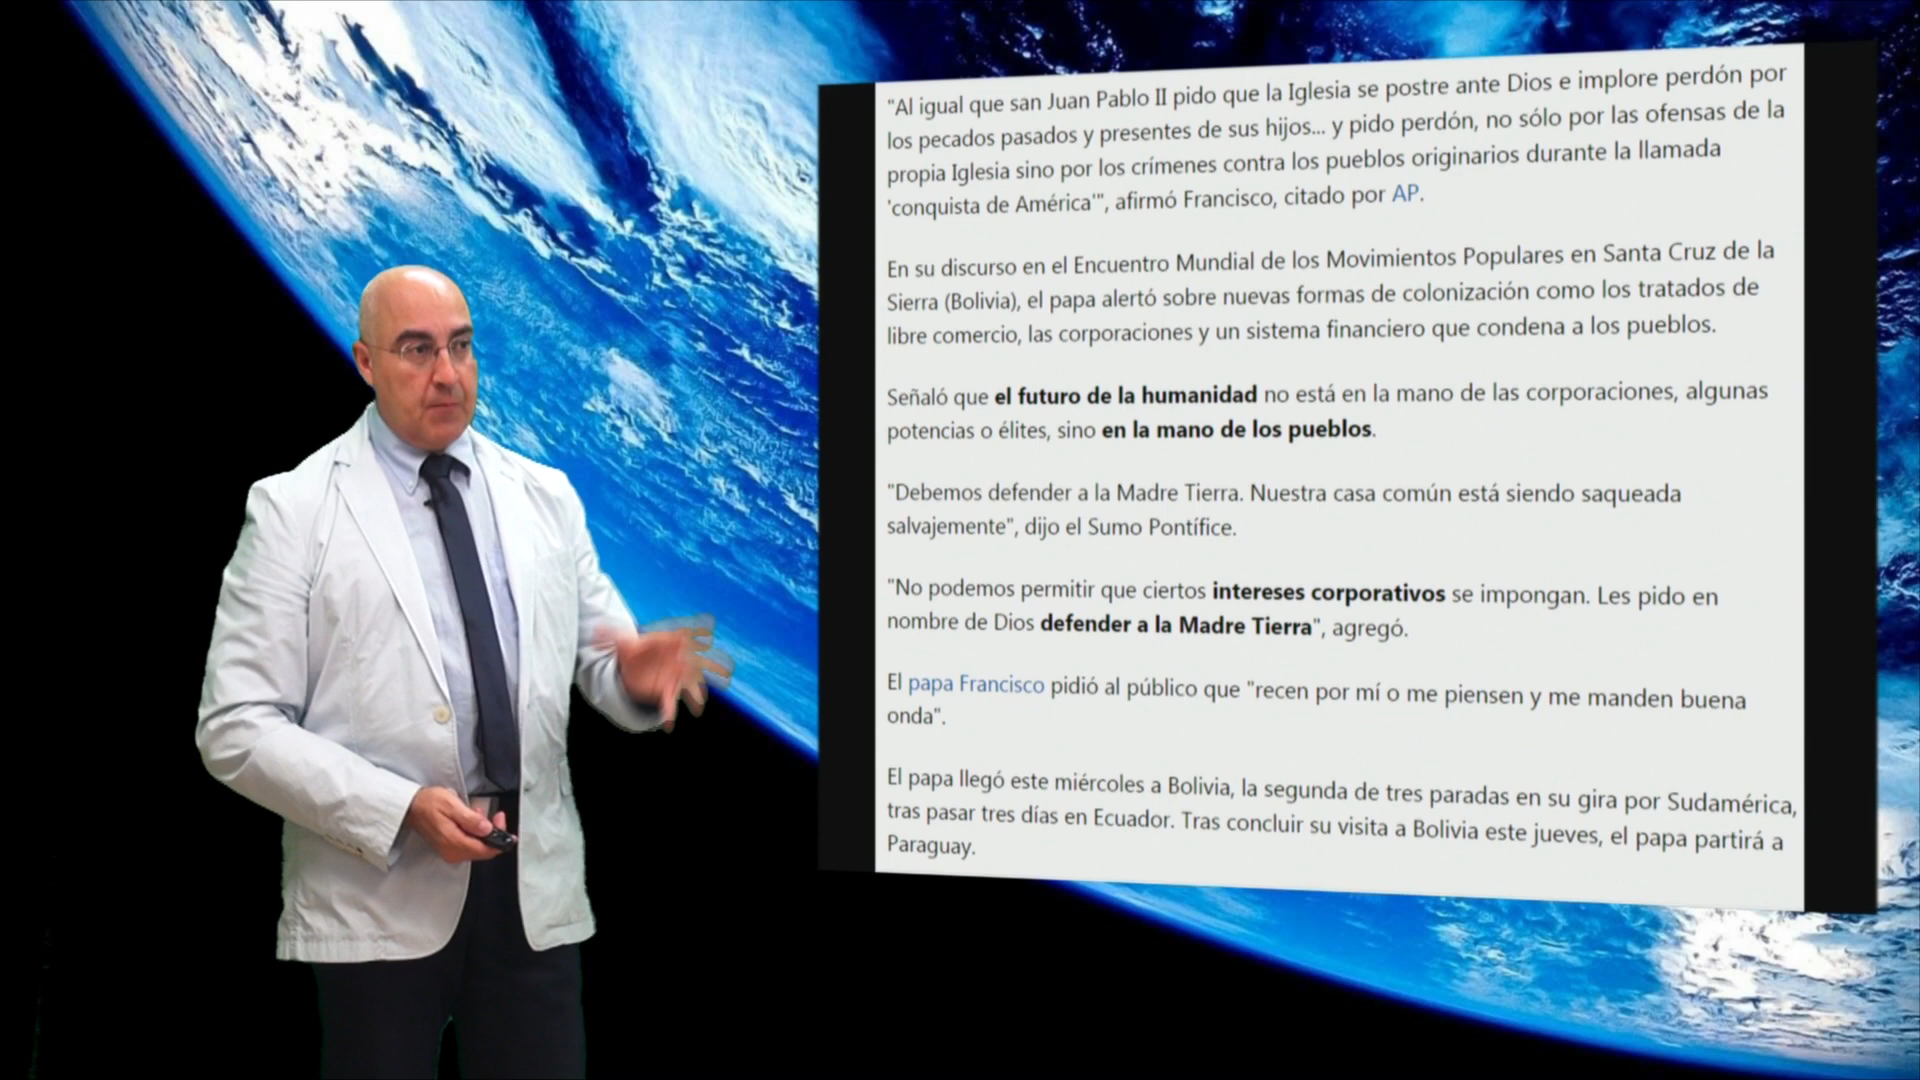 "Al igual que san Juan Pablo II pido que la Iglesia se postre ante Dios e implore perdón por
los pecados pasados y presentes de sus hijos... y pido perdón, no sólo por las ofensas de la
propia Iglesia sino por los crímenes contra los pueblos originarios durante la llamada
'conquista de América'", afirmó Francisco, citado por AP.
En su discurso en el Encuentro Mundial de los Movimientos Populares en Santa Cruz de la
Sierra (Bolivia), el papa alertó sobre nuevas formas de colonización como los tratados de
libre comercio, las corporaciones y un sistema financiero que condena a los pueblos.
Señaló que el futuro de la humanidad no está en la mano de las corporaciones, algunas
potencias o élites, sino en la mano de los pueblos.
"Debemos defender a la Madre Tierra. Nuestra casa común está siendo saqueada
salvajemente", dijo el Sumo Pontífice.
"No podemos permitir que ciertos intereses corporativos se impongan. Les pido en
nombre de Dios defender a la Madre Tierra", agregó.
El papa Francisco pidió al público que "recen por mí o me piensen y me manden buena
onda".
El papa llegó este miércoles a Bolivia, la segunda de tres paradas en su gira por Sudamérica,
tras pasar tres días en Ecuador. Tras concluir su visita a Bolivia este jueves, el papa partirá a
Paraguay.